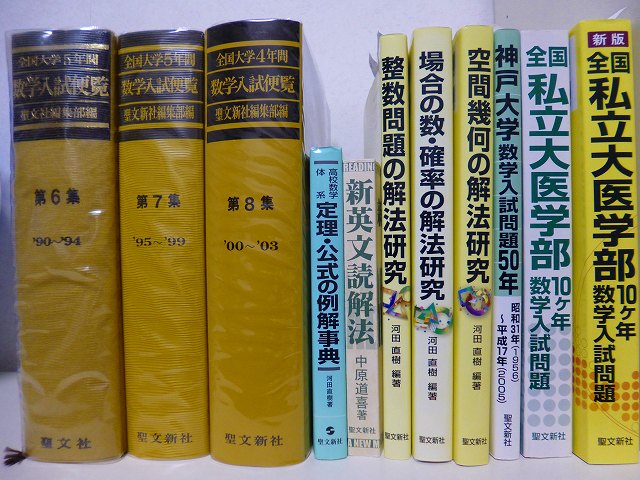 全国大学5年間
数学入試便覧
聖文社編集部編
第6集
'90〜'94
聖文社
全国大学5年間
数学入試便覧
聖文新社編集部編
第7集
'95〜'99
聖文新社
全国大学4年間
数学入試便覧
聖文新社編集部編
第8集
'00〜'03
聖文新社
高校数学
体系
定理・公式の例解事典
河田直樹著
聖文新社
READING
新英文読解法
中原道喜著
聖文新社
A NEW M
整数問題の解法研究
河田 直樹 編著
聖文新社
場合の数・確率の解法研究
河田 直樹 編著
聖文新社
空間幾何の解法研究
河田 直樹 編著
聖文新社
神戸大学 数学入試問題50年
昭和31年(1956)
〜平成17年(2005)
聖文新社
全国
私立大医学部
10ヶ年
数学入試問題
聖文新社
新版
全国
私立大医学部
10ヶ年
数学入試問題
聖文新社